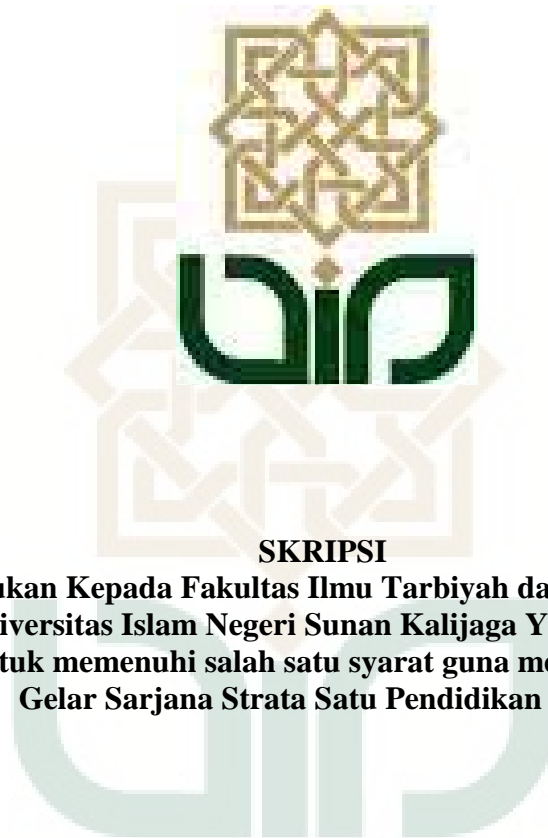 SKRIPSI
ukan Kepada Fakultas Ilmu Tarbiyah da
iversitas Islam Negeri Sunan Kalijaga Y
tuk memenuhi salah satu syarat guna me
Gelar Sarjana Strata Satu Pendidikan